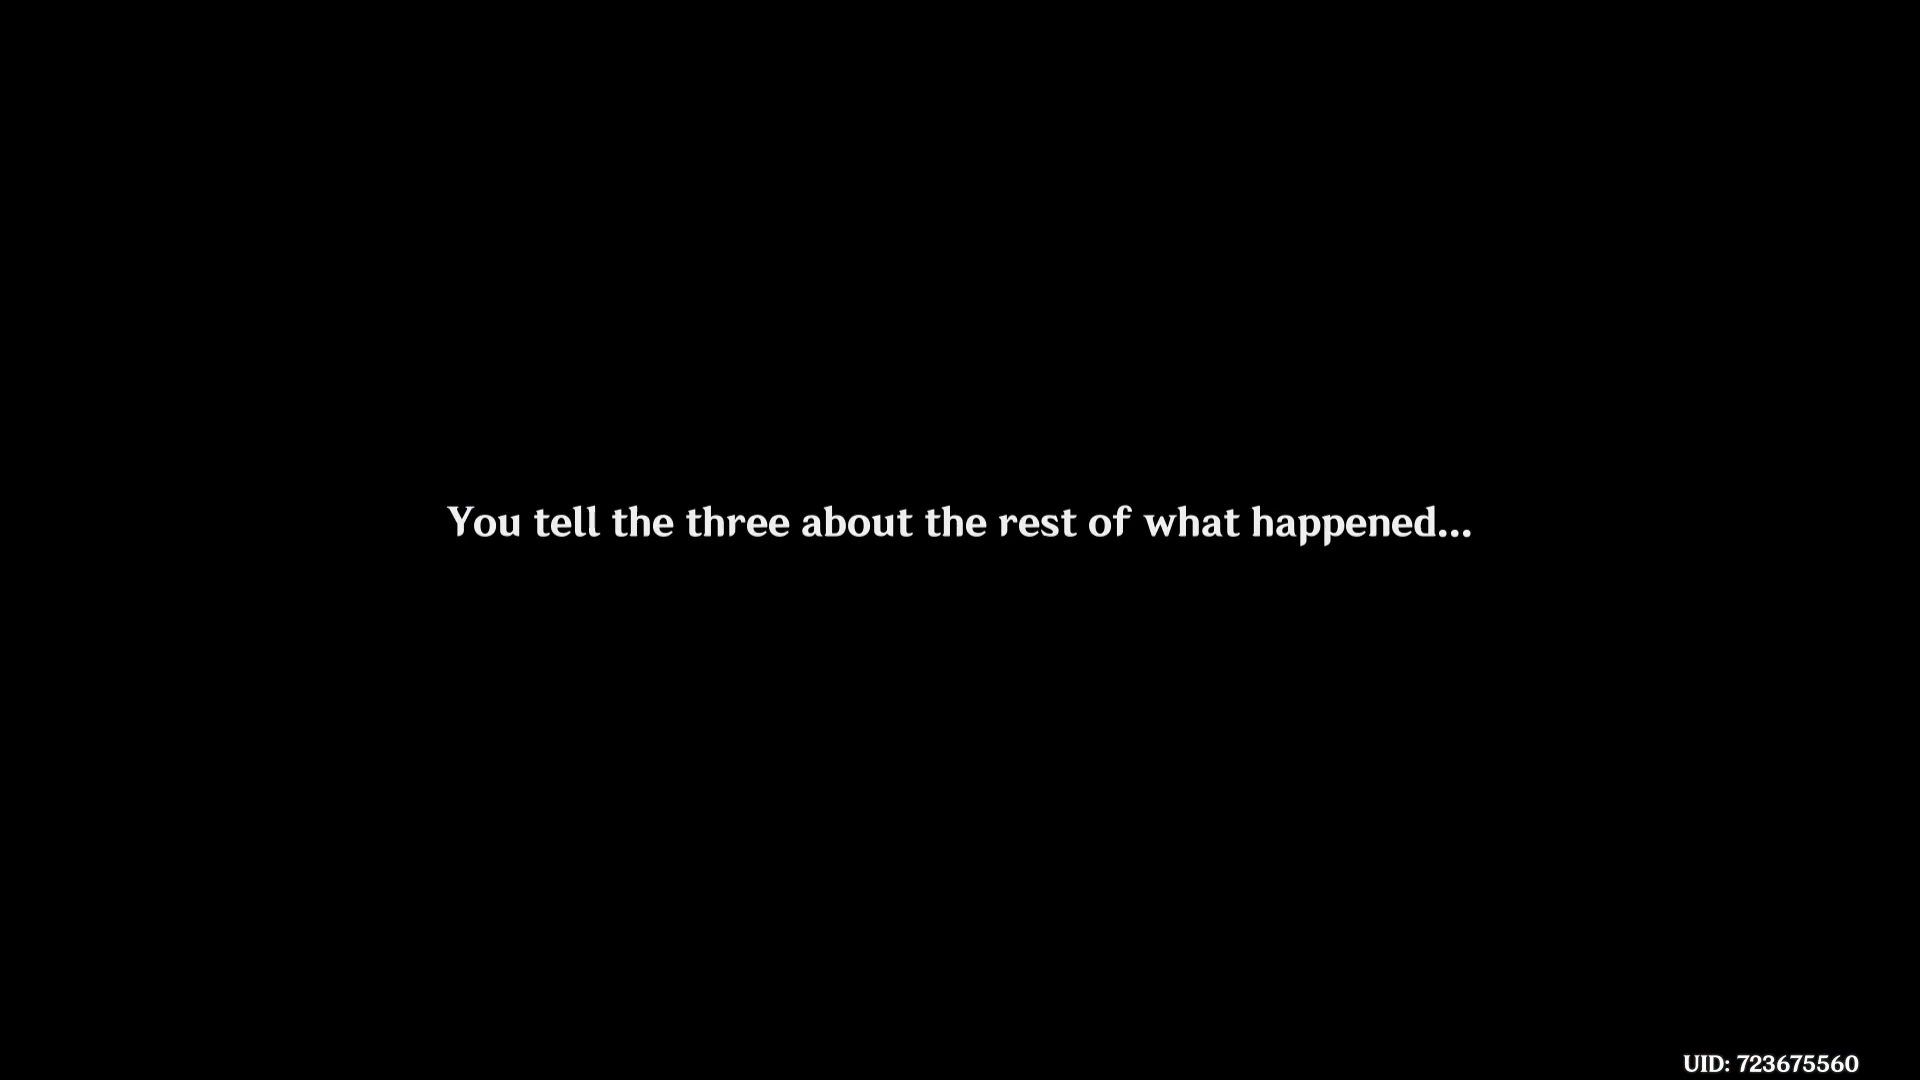 You tell the three about the rest of what happened...
UID: 723675560